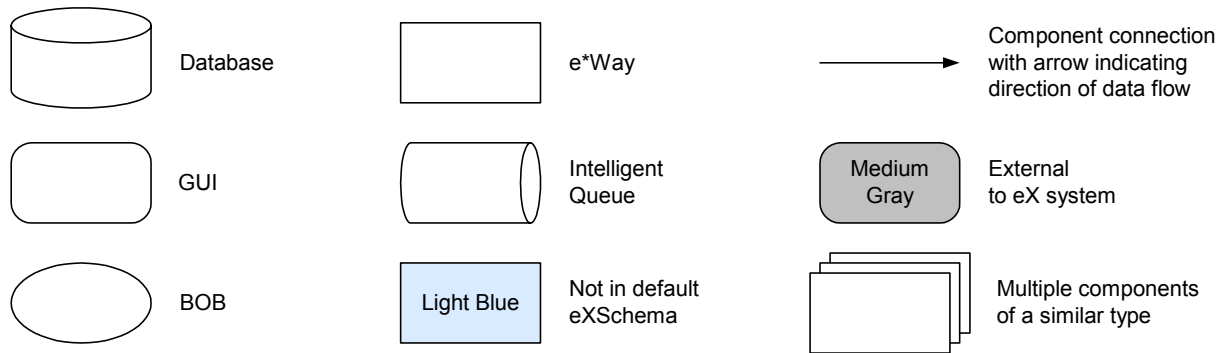 Database
e*Way
Component connection
with arrow indicating
direction of data flow
GUI
Intelligent
Queue
Medium
Gray
External
to eX system
BOB
Light Blue
Not in default
eXSchema
Multiple components
of a similar type